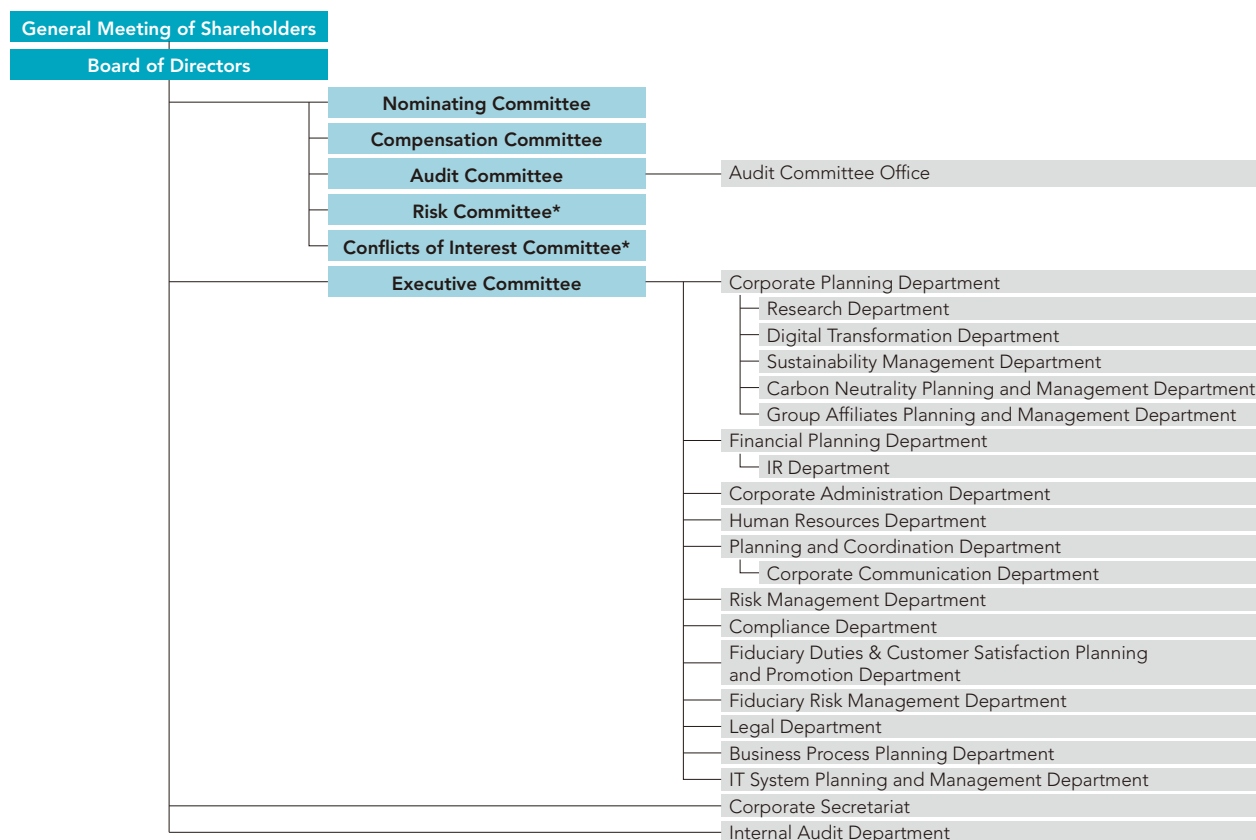 General Meeting of Shareholders
Board of Directors
Nominating Committee
Compensation Committee
Audit Committee
Audit Committee Office
Risk Committee*
Conflicts of Interest Committee*
Executive Committee
Corporate Planning Department
Research Department
Digital Transformation Department
Sustainability Management Department
Carbon Neutrality Planning and Management Department
Group Affiliates Planning and Management Department
Financial Planning Department
IR Department
Corporate Administration Department
Human Resources Department
Planning and Coordination Department
Corporate Communication Department
Risk Management Department
Compliance Department
Fiduciary Duties & Customer Satisfaction Planning
and Promotion Department
Fiduciary Risk Management Department
Legal Department
Business Process Planning Department
IT System Planning and Management Department
Corporate Secretariat
Internal Audit Department